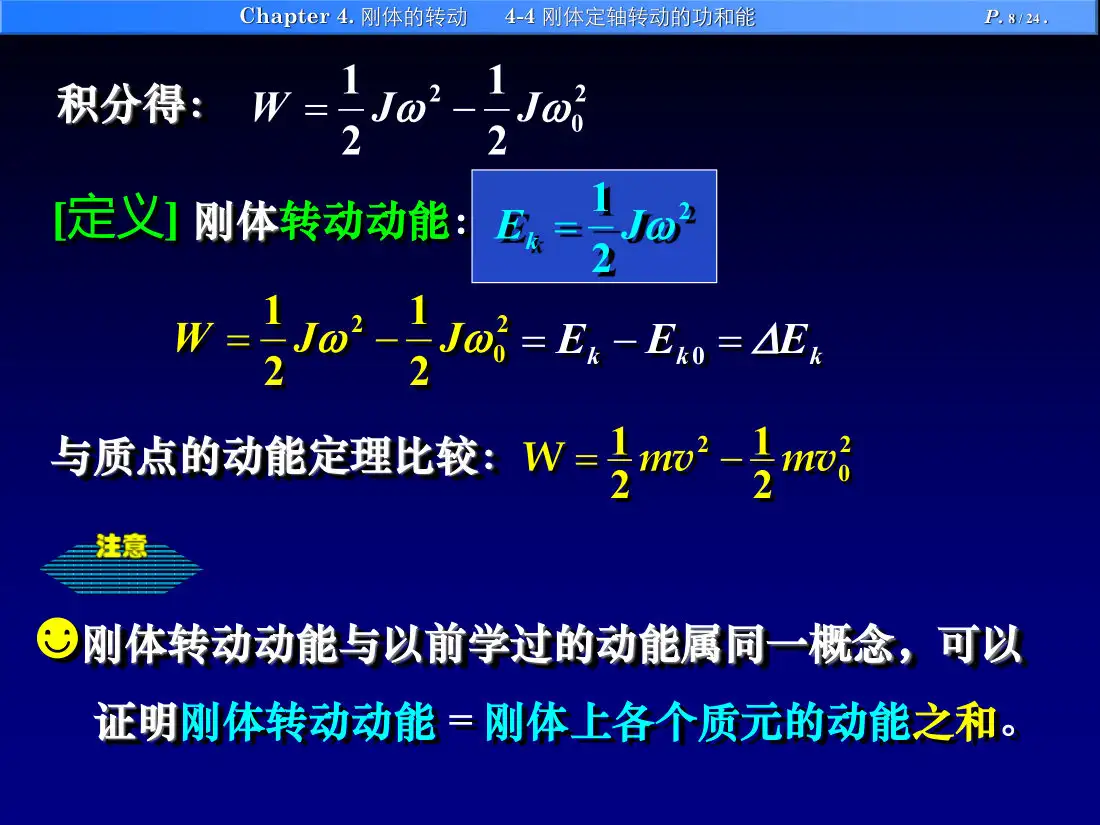 Chapter 4. 刚体的转动 4-4 刚体定轴转动的功和能 P. 8 / 24 .
积分得： W = 1/2 Jω² − 1/2 Jω₀²
[定义] 刚体转动动能： Eₖ = 1/2 Jω²
W = 1/2 Jω² − 1/2 Jω₀² = Eₖ − Eₖ₀ = ΔEₖ
与质点的动能定理比较： W = 1/2 mv² − 1/2 mv₀²
注意
刚体转动动能与以前学过的动能属同一概念，可以
证明刚体转动动能 = 刚体上各个质元的动能之和。